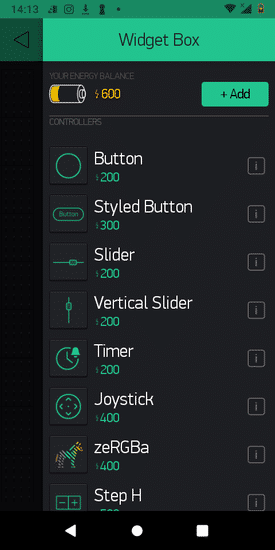 14:13
Widget Box
YOUR ENERGY BALANCE
600
+ Add
CONTROLLERS
Button
200
i
Styled Button
Button
300
i
Slider
200
i
Vertical Slider
200
i
Timer
200
i
Joystick
400
i
zeRGBa
400
i
Step H
i